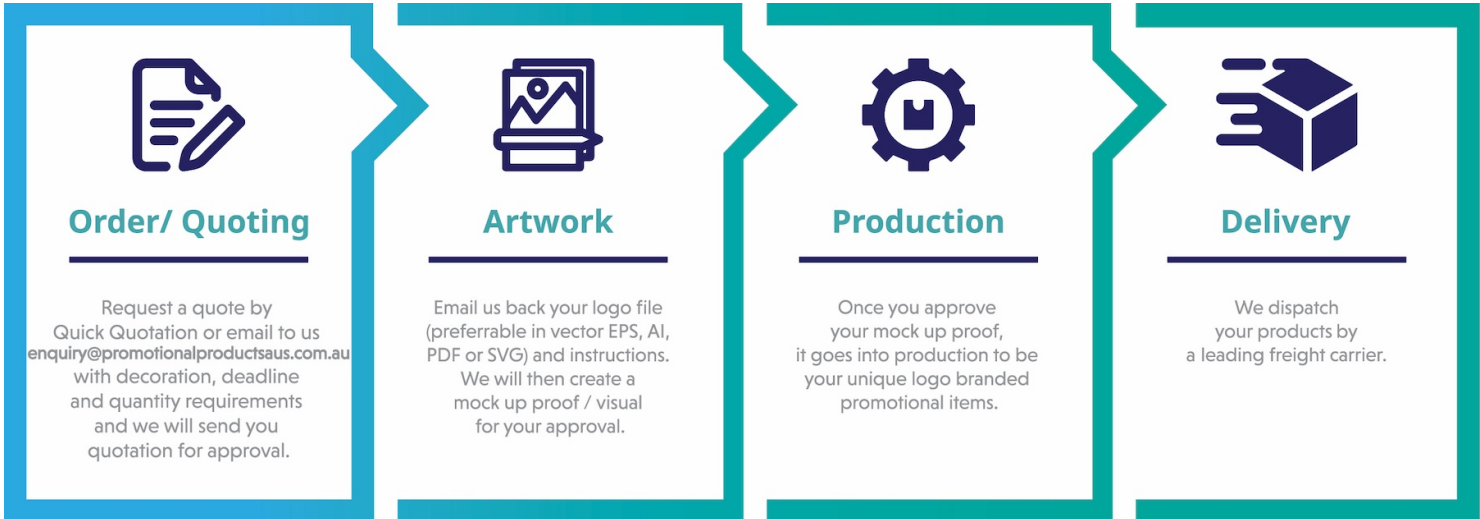 Order/ Quoting
Request a quote by
Quick Quotation or email to us
enquiry@promotionalproductsaus.com.au
with decoration, deadline
and quantity requirements
and we will send you
quotation for approval.
Artwork
Email us back your logo file
(preferrable in vector EPS, AI,
PDF or SVG) and instructions.
We will then create a
mock up proof / visual
for your approval.
Production
Once you approve
your mock up proof,
it goes into production to be
your unique logo branded
promotional items.
Delivery
We dispatch
your products by
a leading freight carrier.